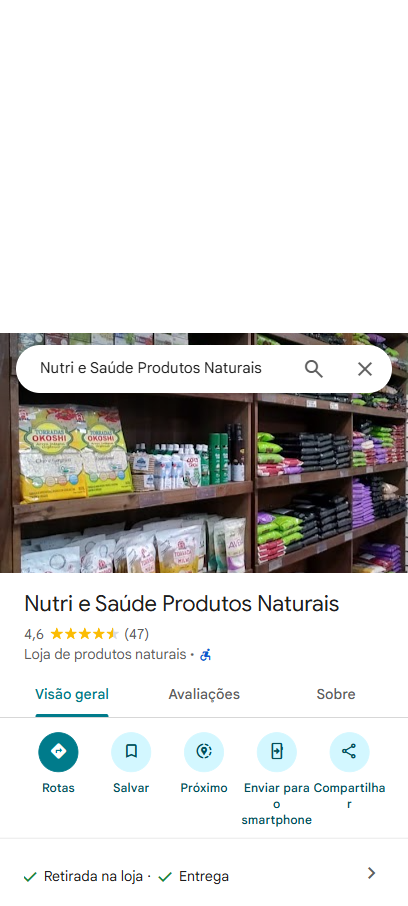 Nutri e Saúde Produtos Naturais
TORRADAS
OKOSHI
TORRADAS
OKOSHI
Nutri e Saúde Produtos Naturais
4,6 (47)
Loja de produtos naturais ·
Visão geral Avaliações Sobre
Rotas Salvar Próximo Enviar para o smartphone Compartilhar
Retirada na loja · Entrega